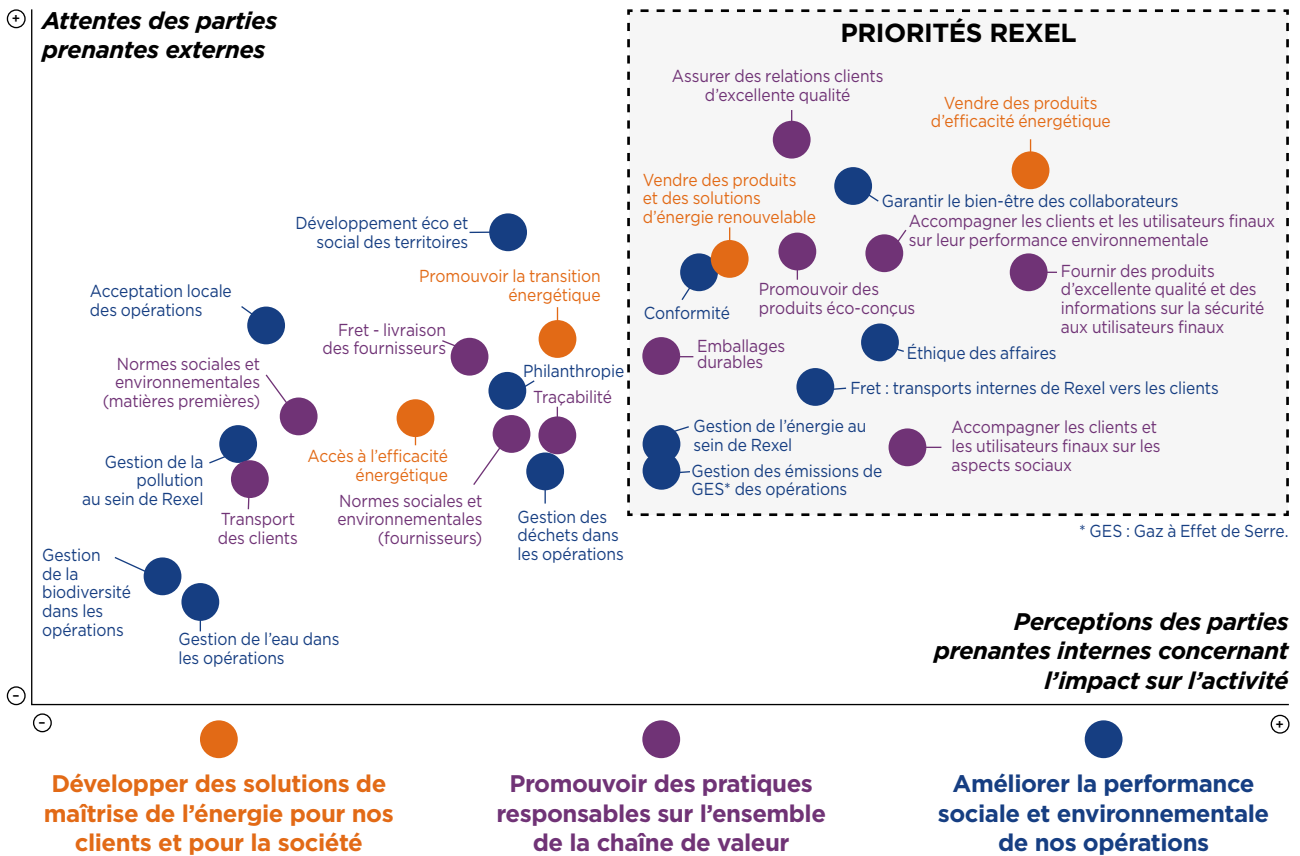 Attentes des parties
prenantes externes
PRIORITÉS REXEL
Assurer des relations clients
d'excellente qualité
Vendre des produits
d'efficacité énergétique
Vendre des produits
et des solutions
d'énergie renouvelable
Garantir le bien-être des collaborateurs
Accompagner les clients et les utilisateurs finaux
sur leur performance environnementale
Développement éco et
social des territoires
Promouvoir la transition
énergétique
Fournir des produits
d'excellente qualité et des
informations sur la sécurité
aux utilisateurs finaux
Promouvoir des
produits éco-conçus
Conformité
Acceptation locale
des opérations
Fret - livraison
des fournisseurs
Emballages
durables
Éthique des affaires
Normes sociales et
environnementales
(matières premières)
Philanthropie
Traçabilité
Fret : transports internes de Rexel vers les clients
Gestion de l'énergie au
sein de Rexel
Accompagner les clients et
les utilisateurs finaux sur les
aspects sociaux
Gestion de la
pollution
au sein de Rexel
Accès à l'efficacité
énergétique
Gestion des émissions de
GES* des opérations
Normes sociales et
environnementales
(fournisseurs)
Transport
des clients
Gestion des
déchets dans
les opérations
* GES : Gaz à Effet de Serre.
Gestion
de la
biodiversité
dans les
opérations
Gestion de l'eau dans
les opérations
Perceptions des parties
prenantes internes concernant
l'impact sur l'activité
Développer des solutions de
maîtrise de l'énergie pour nos
clients et pour la société
Promouvoir des pratiques
responsables sur l'ensemble
de la chaîne de valeur
Améliorer la performance
sociale et environnementale
de nos opérations